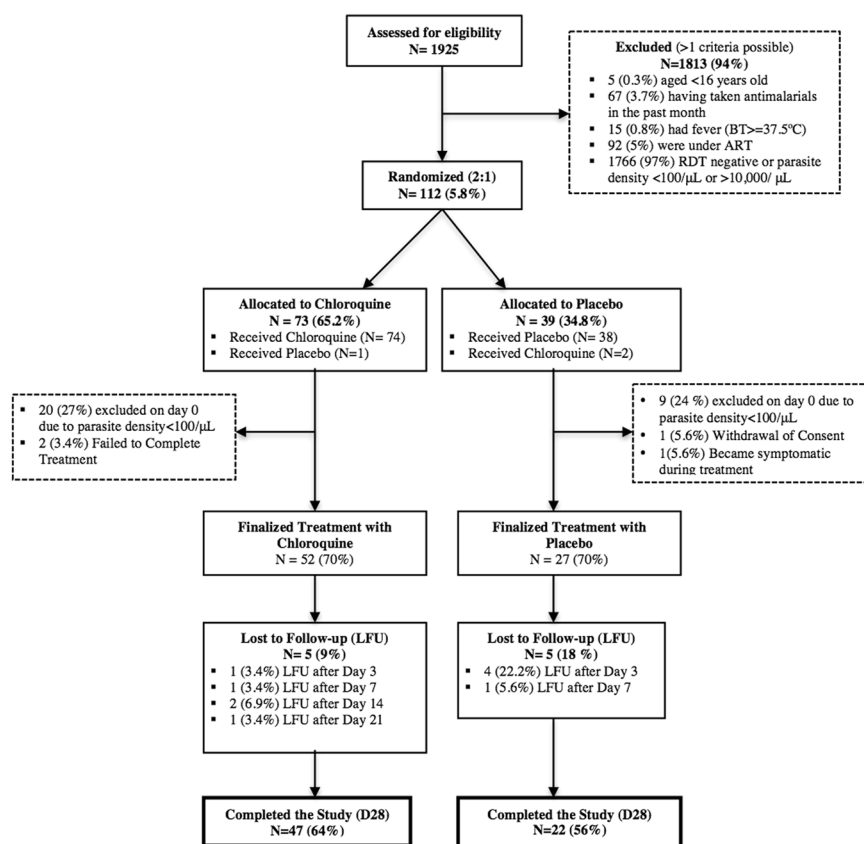 Assessed for eligibility
N= 1925
Excluded (>1 criteria possible)
N=1813 (94%)
▪ 5 (0.3%) aged <16 years old
▪ 67 (3.7%) having taken antimalarials
in the past month
▪ 15 (0.8%) had fever (BT>=37.5ºC)
▪ 92 (5%) were under ART
▪ 1766 (97%) RDT negative or parasite
density <100/μL or >10,000/ μL
Randomized (2:1)
N= 112 (5.8%)
Allocated to Chloroquine
N = 73 (65.2%)
▪ Received Chloroquine (N= 74)
▪ Received Placebo (N=1)
Allocated to Placebo
N= 39 (34.8%)
▪ Received Placebo (N= 38)
▪ Received Chloroquine (N=2)
▪ 20 (27%) excluded on day 0
due to parasite density<100/μL
▪ 2 (3.4%) Failed to Complete
Treatment
• 9 (24 %) excluded on day 0 due to
parasite density<100/μL
• 1 (5.6%) Withdrawal of Consent
• 1(5.6%) Became symptomatic
during treatment
Finalized Treatment with
Chloroquine
N = 52 (70%)
Finalized Treatment with
Placebo
N = 27 (70%)
Lost to Follow-up (LFU)
N= 5 (9%)
▪ 1 (3.4%) LFU after Day 3
▪ 1 (3.4%) LFU after Day 7
▪ 2 (6.9%) LFU after Day 14
▪ 1 (3.4%) LFU after Day 21
Lost to Follow-up (LFU)
N= 5 (18 %)
▪ 4 (22.2%) LFU after Day 3
▪ 1 (5.6%) LFU after Day 7
Completed the Study (D28)
N=47 (64%)
Completed the Study (D28)
N=22 (56%)